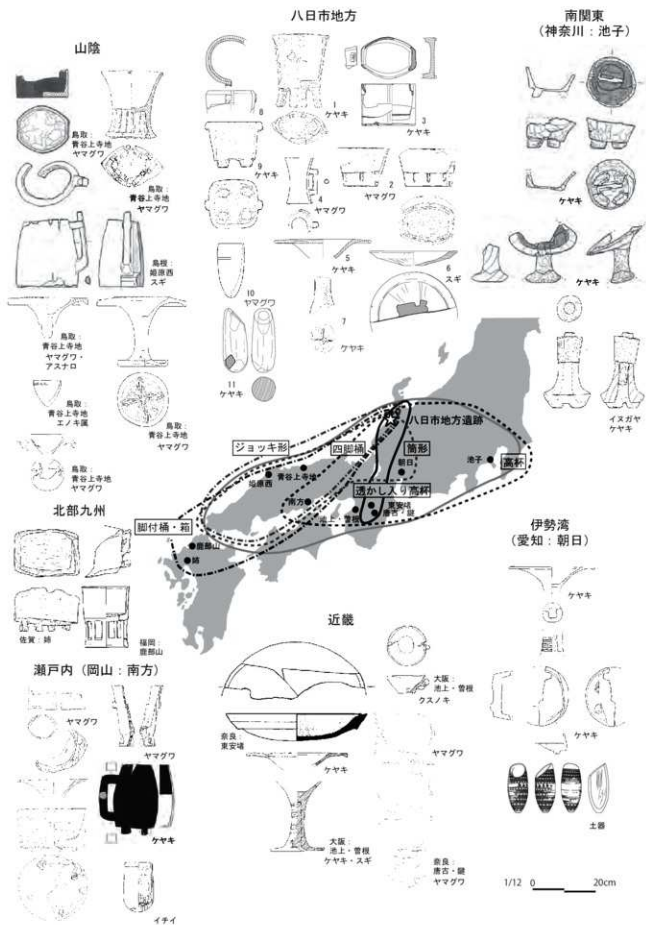 山陰
鳥取：
青谷上寺地
ヤマグワ
鳥取：
青谷上寺地
ヤマグワ
島根：
姫原西
スギ
鳥取：
青谷上寺地
ヤマグワ・
アスナロ
鳥取：
青谷上寺地
エノキ属
鳥取：
青谷上寺地
ヤマグワ
鳥取：
青谷上寺地
ヤマグワ
八日市地方
8
1
ケヤキ
3
9
ケヤキ
4
ヤマグワ
2
ヤマグワ
5
ケヤキ
6
スギ
10
ヤマグワ
7
ケヤキ
11
ケヤキ
南関東
（神奈川：池子）
ケヤキ
ケヤキ
イヌガヤ
ケヤキ
八日市地方遺跡
ジョッキ形
四脚桶
筒形
高杯
透かし入り高杯
脚付桶・箱
姫原西
青谷上寺地
南方
朝日
池子
池上・曽根
東安堵
唐古・鍵
鹿部山
姉
北部九州
佐賀：姉
福岡：
鹿部山
瀬戸内（岡山：南方）
ヤマグワ
ヤマグワ
ケヤキ
イチイ
近畿
奈良：
東安堵
ケヤキ
大阪：
池上・曽根
ケヤキ・スギ
大阪：
池上・曽根
クスノキ
ヤマグワ
奈良：
唐古・鍵
ヤマグワ
伊勢湾
（愛知：朝日）
ケヤキ
ケヤキ
土器
1/12 0 20cm